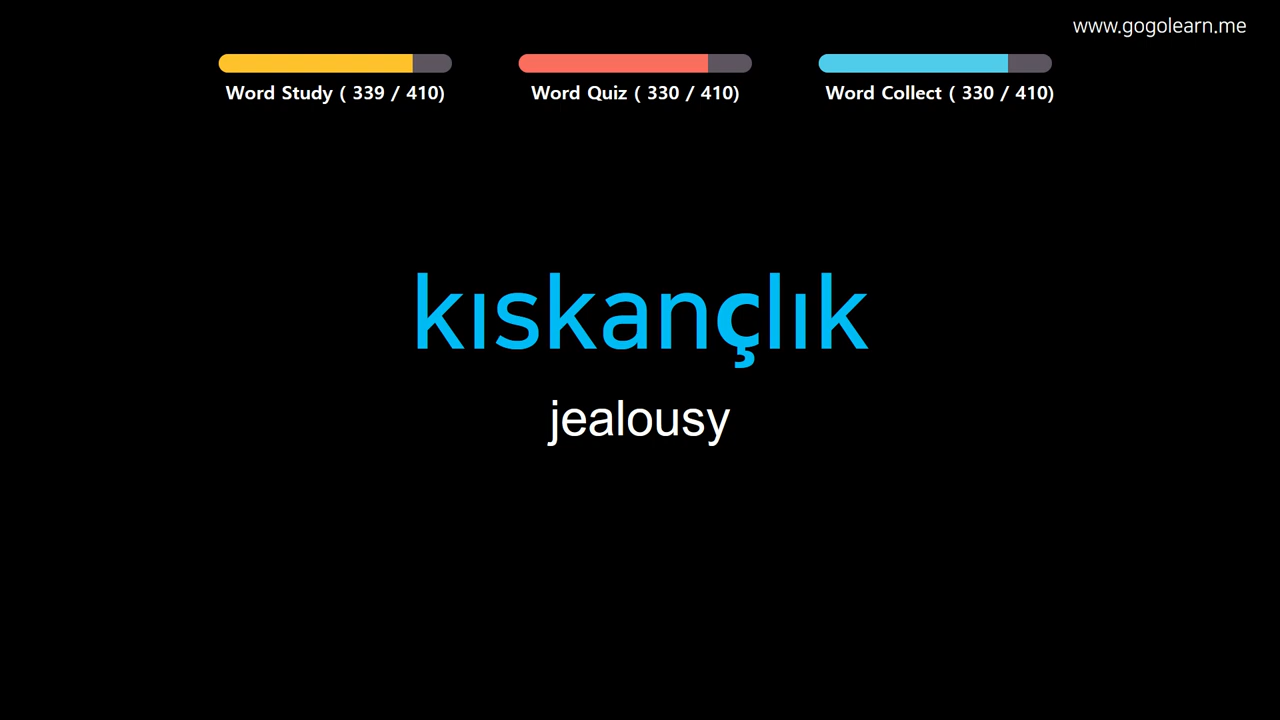 www.gogolearn.me
Word Study ( 339 / 410)
Word Quiz ( 330 / 410)
Word Collect ( 330 / 410)
kıskançlık
jealousy